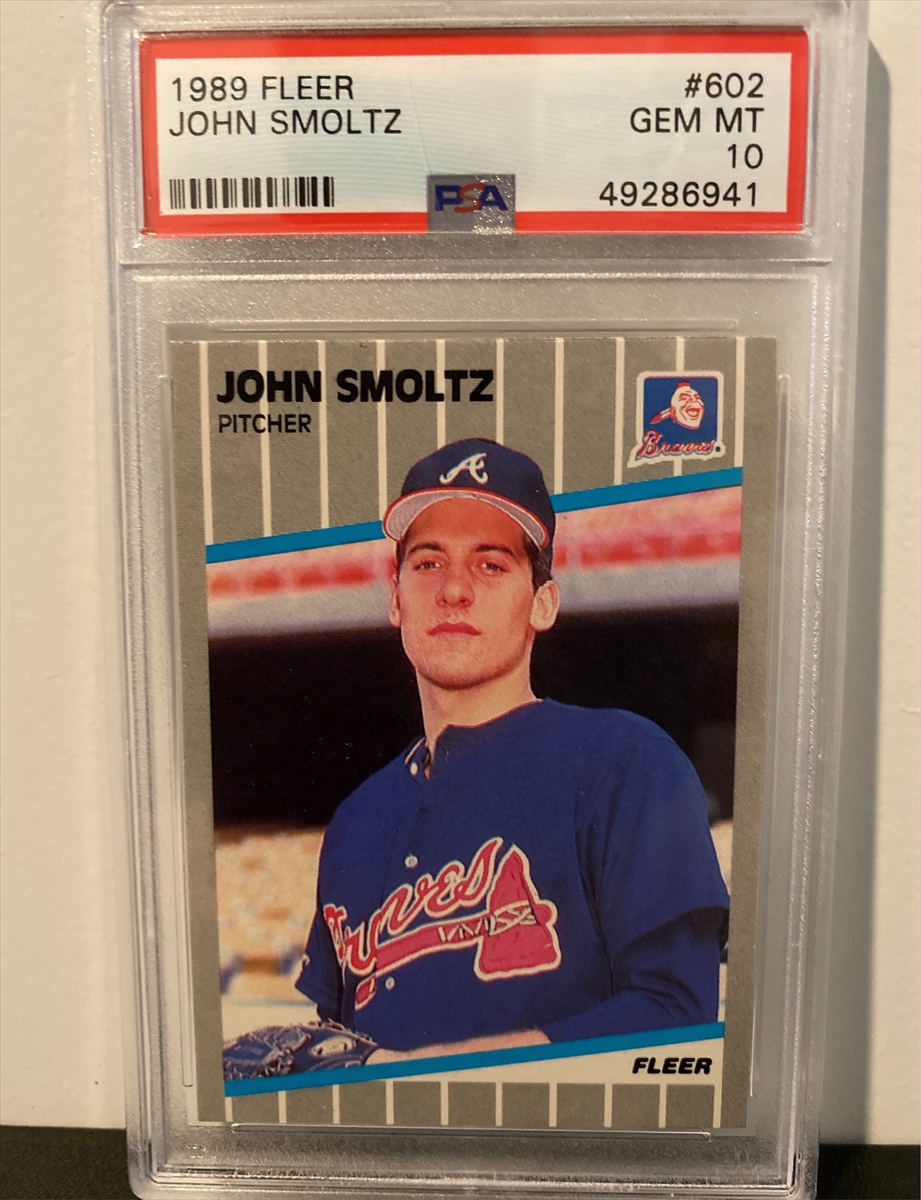 1989 FLEER #602
JOHN SMOLTZ GEM MT
10
PSA 49286941
JOHN SMOLTZ
PITCHER
Braves
A
Braves
FLEER